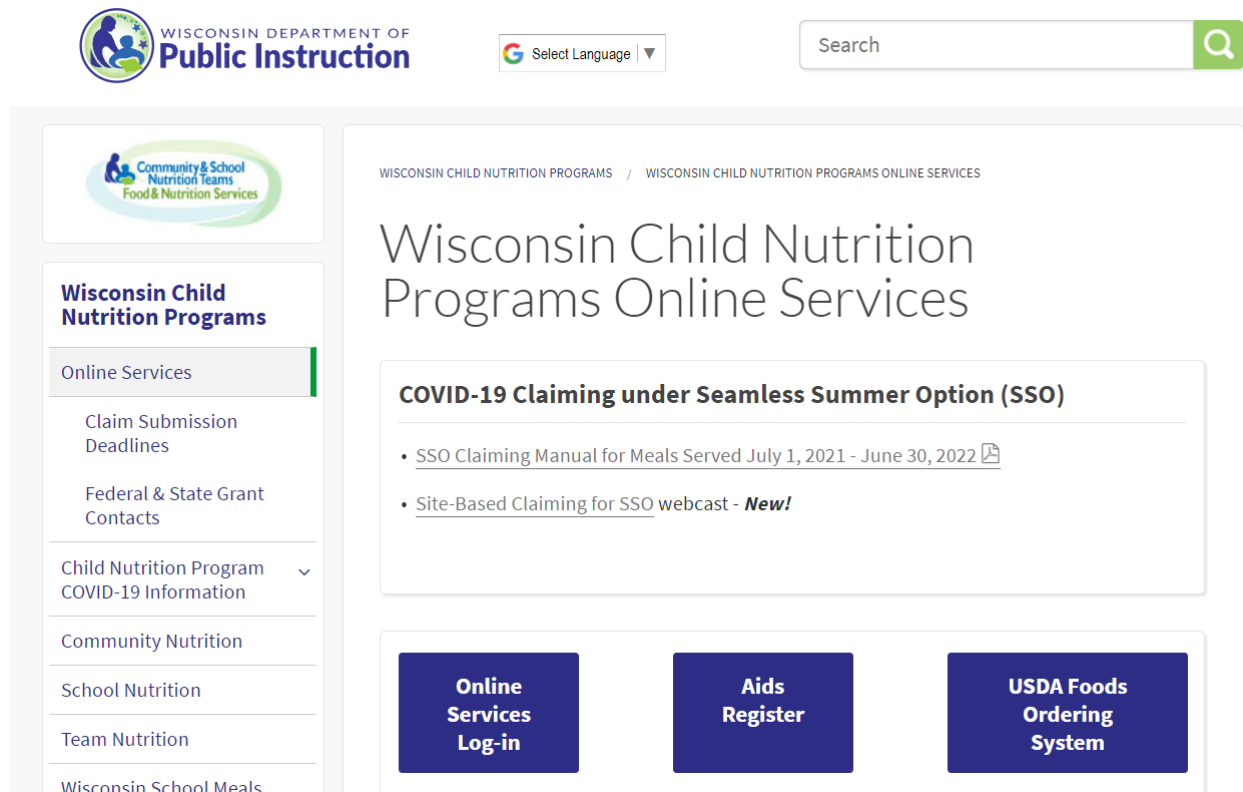 WISCONSIN DEPARTMENT OF
Public Instruction
Select Language ▼
Search
Community & School
Nutrition Teams
Food & Nutrition Services
Wisconsin Child
Nutrition Programs
Online Services
Claim Submission
Deadlines
Federal & State Grant
Contacts
Child Nutrition Program
COVID-19 Information
Community Nutrition
School Nutrition
Team Nutrition
Wisconsin School Meals
WISCONSIN CHILD NUTRITION PROGRAMS / WISCONSIN CHILD NUTRITION PROGRAMS ONLINE SERVICES
Wisconsin Child Nutrition
Programs Online Services
COVID-19 Claiming under Seamless Summer Option (SSO)
• SSO Claiming Manual for Meals Served July 1, 2021 - June 30, 2022
• Site-Based Claiming for SSO webcast - New!
Online
Services
Log-in
Aids
Register
USDA Foods
Ordering
System